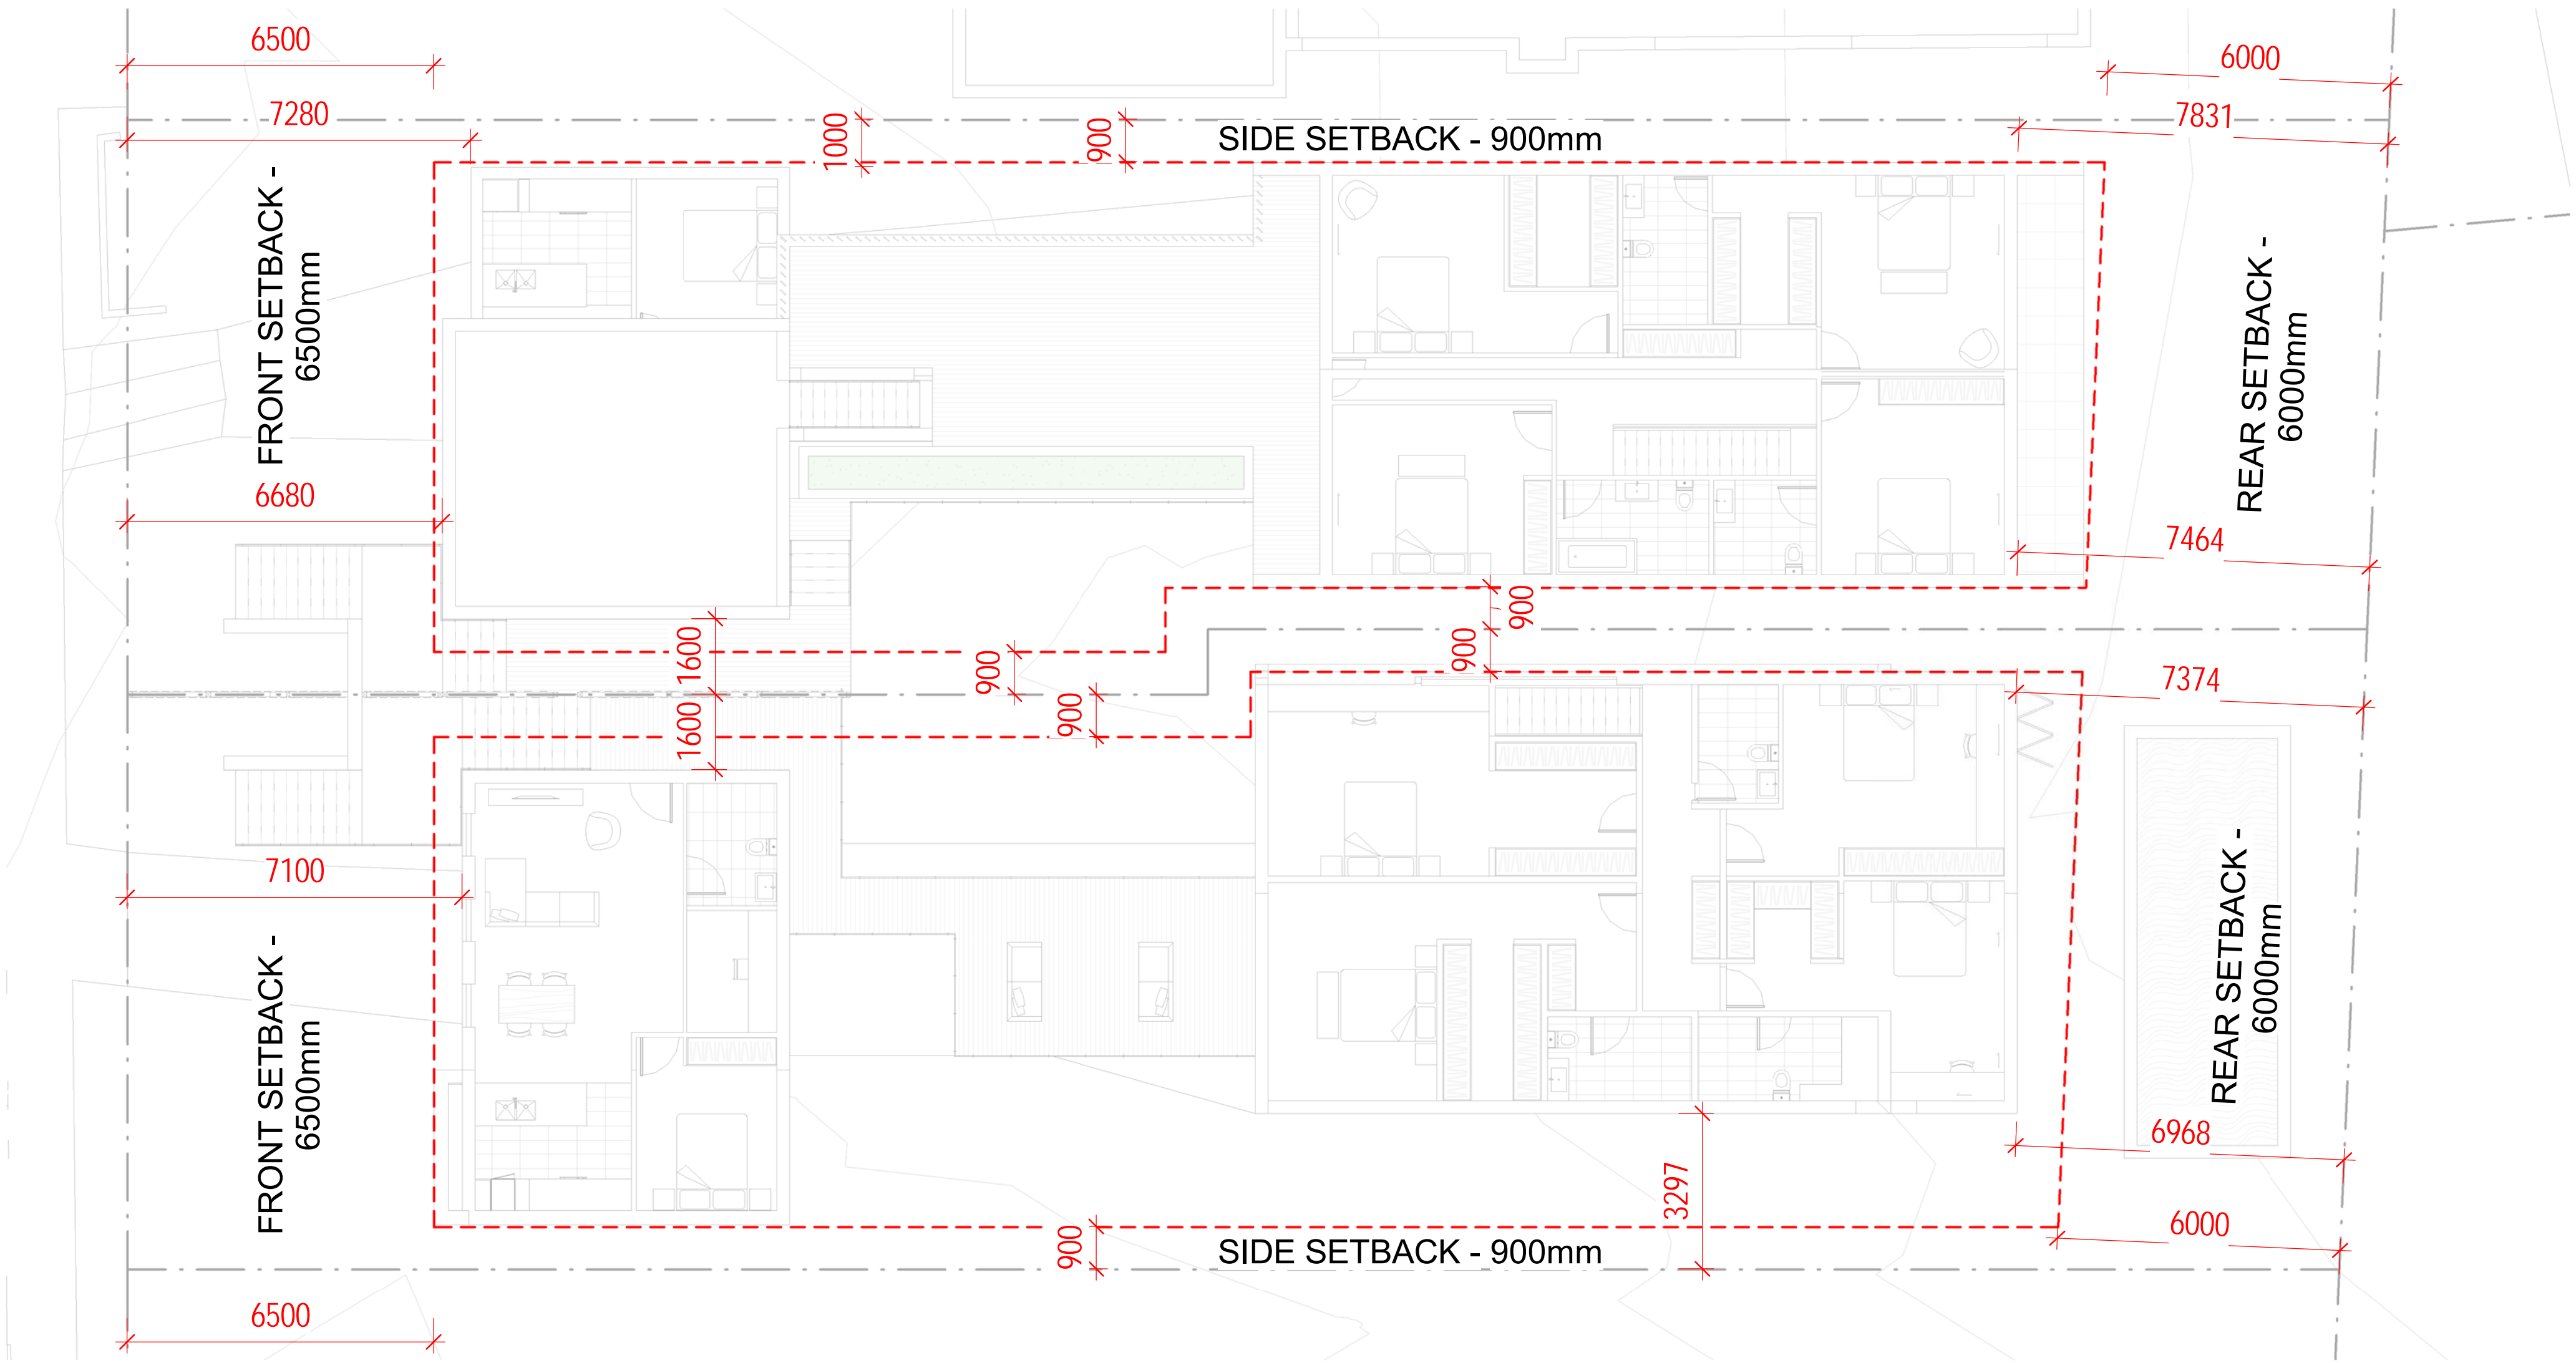 6500
6000
7280
7831
1000
900
SIDE SETBACK - 900mm
FRONT SETBACK -
6500mm
REAR SETBACK -
6000mm
6680
7464
900
1600
900
900
7374
900
1600
7100
FRONT SETBACK -
6500mm
REAR SETBACK -
6000mm
6968
3297
6000
900
SIDE SETBACK - 900mm
6500